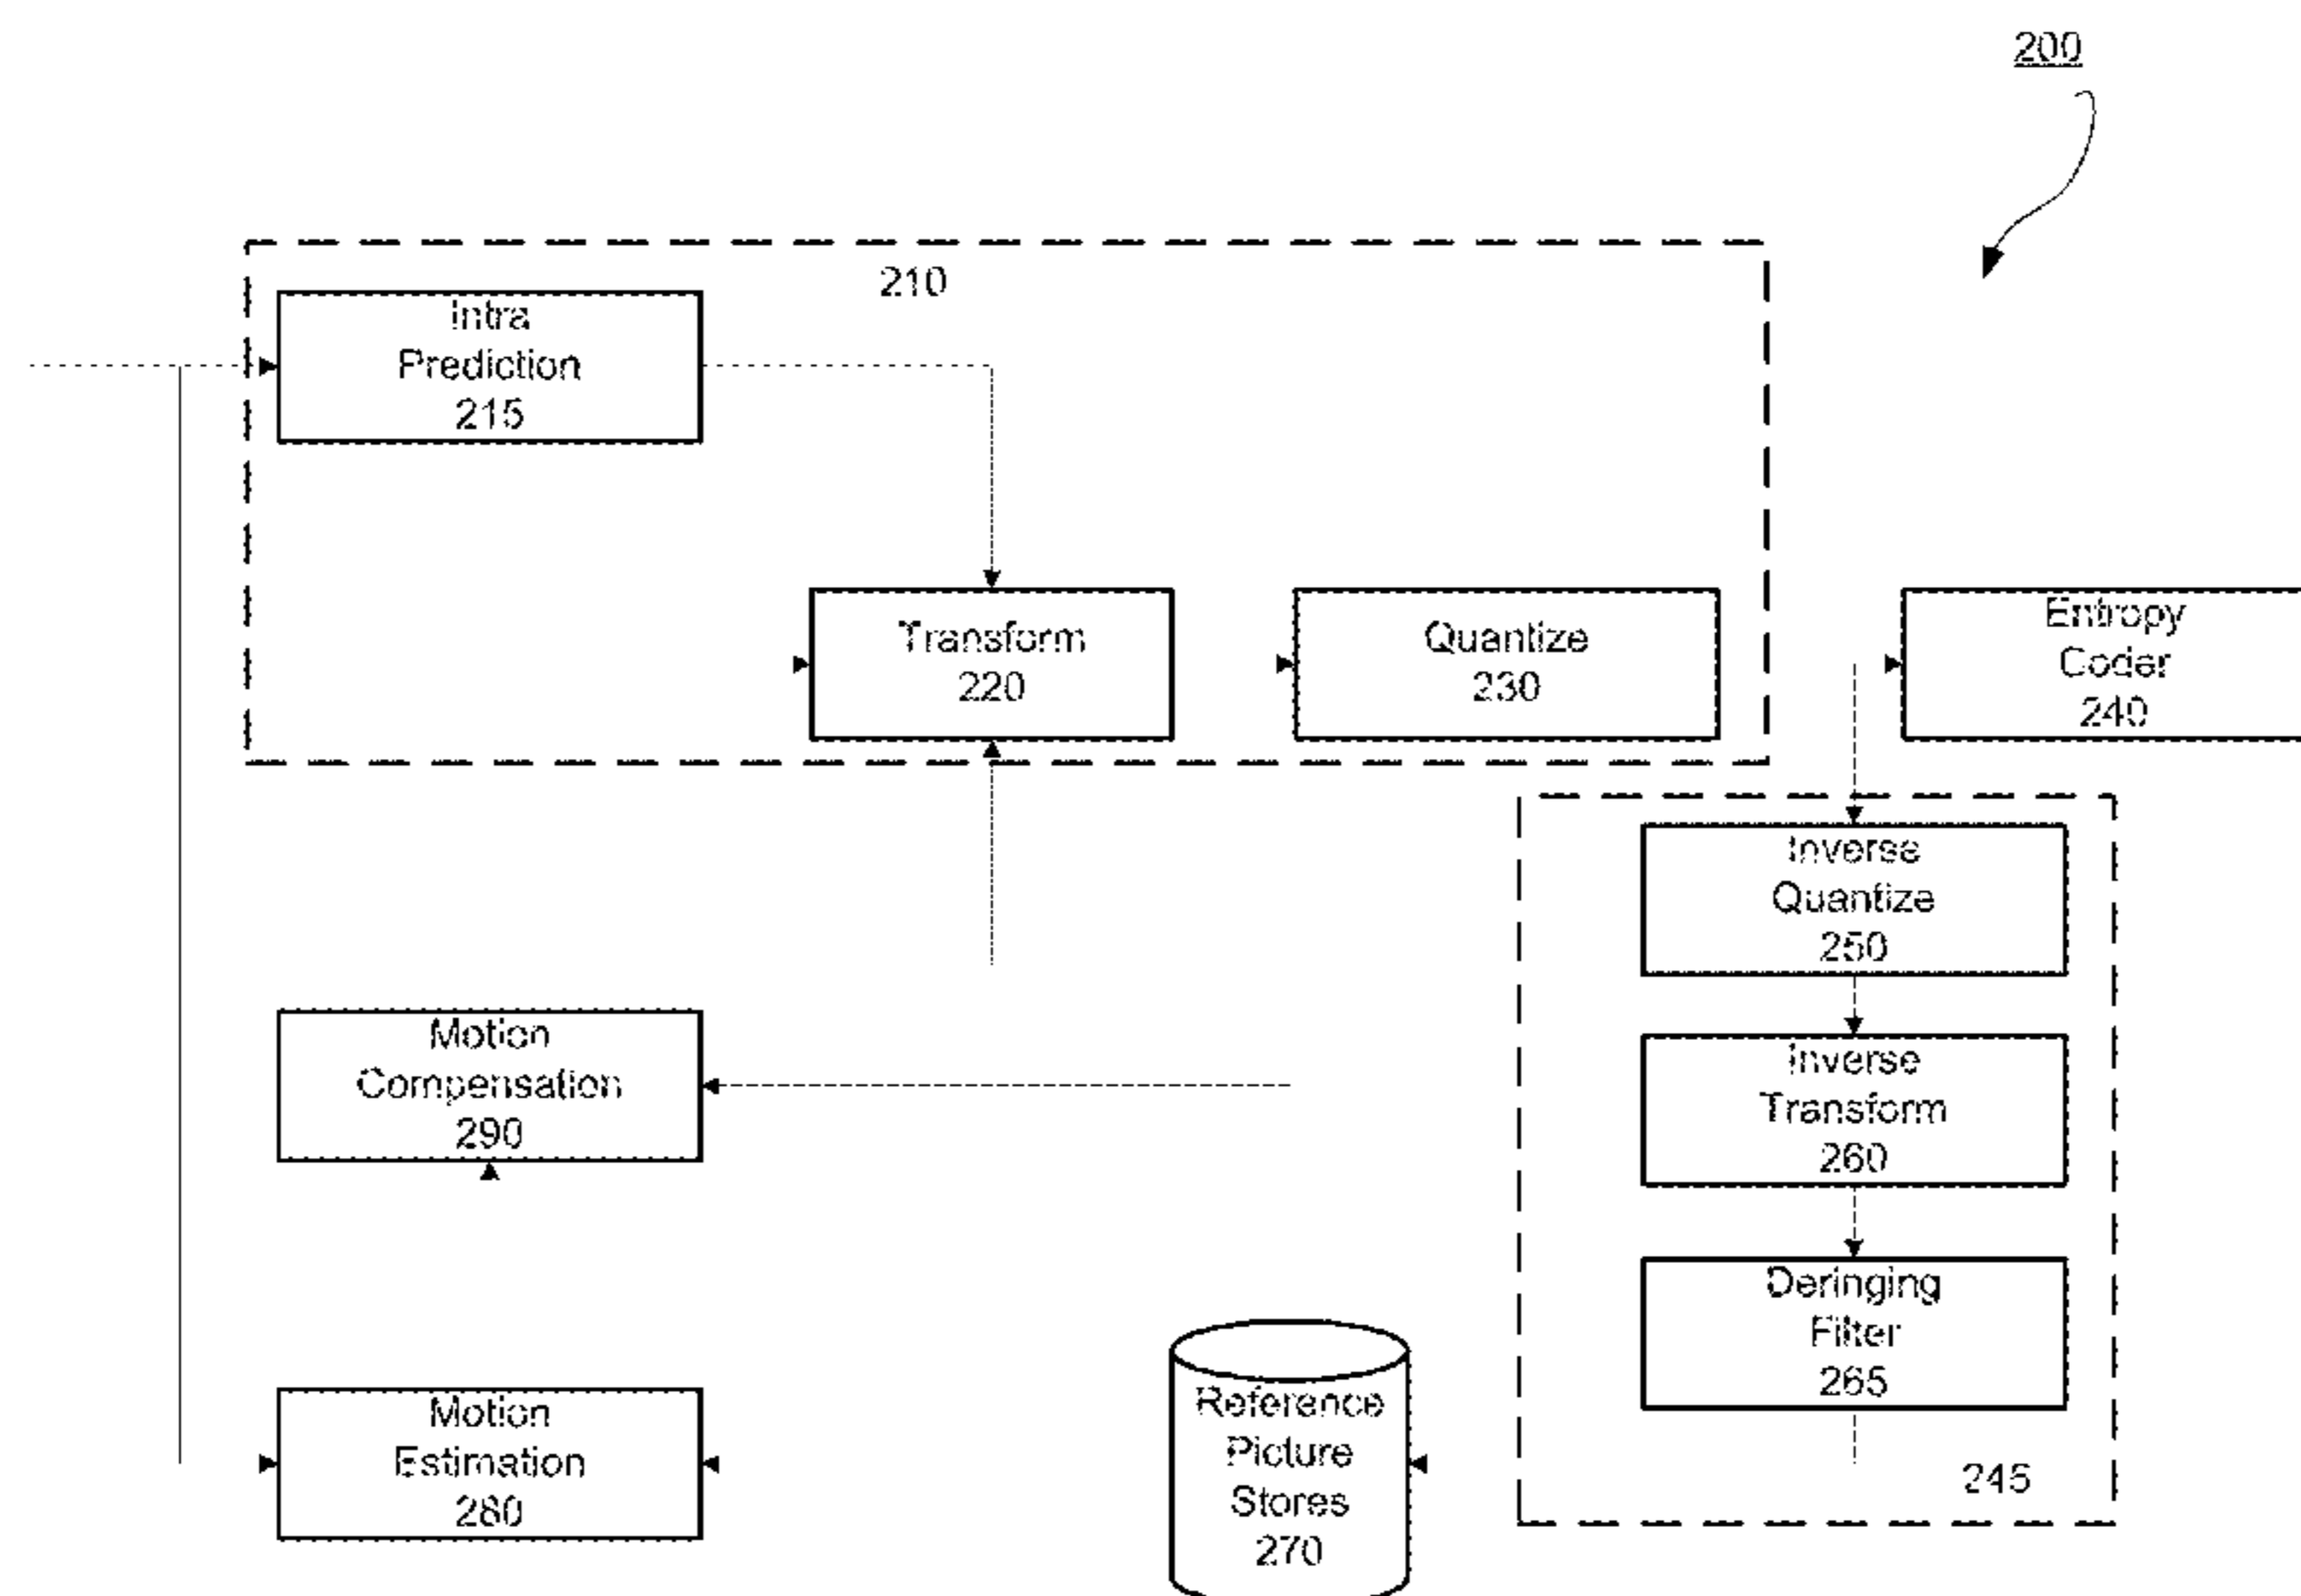 200
210
Intra
Prediction
215
Transform
220
Quantize
230
Entropy
Coder
240
Inverse
Quantize
250
Motion
Compensation
290
Inverse
Transform
260
Deringing
Filter
265
Motion
Estimation
280
Reference
Picture
Stores
270
245